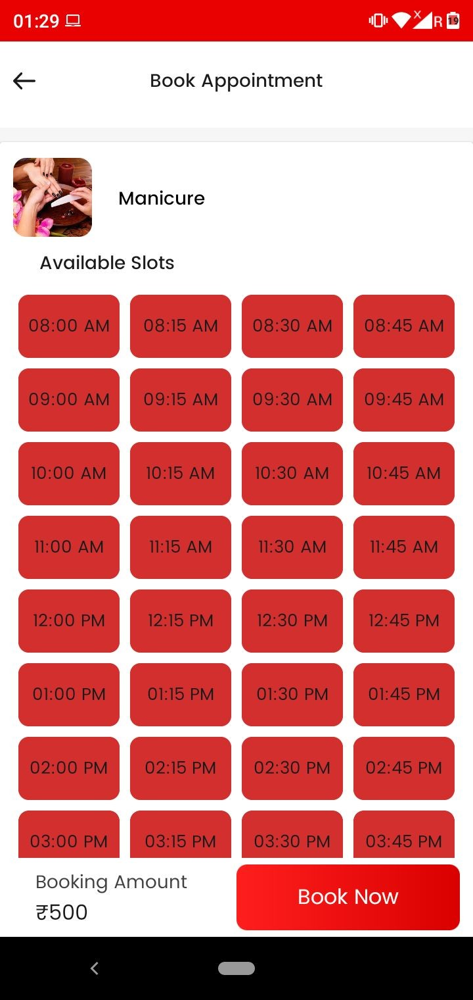 01:29 X R 19
Book Appointment
Manicure
Available Slots
08:00 AM 08:15 AM 08:30 AM 08:45 AM
09:00 AM 09:15 AM 09:30 AM 09:45 AM
10:00 AM 10:15 AM 10:30 AM 10:45 AM
11:00 AM 11:15 AM 11:30 AM 11:45 AM
12:00 PM 12:15 PM 12:30 PM 12:45 PM
01:00 PM 01:15 PM 01:30 PM 01:45 PM
02:00 PM 02:15 PM 02:30 PM 02:45 PM
03:00 PM 03:15 PM 03:30 PM 03:45 PM
Booking Amount
₹500
Book Now